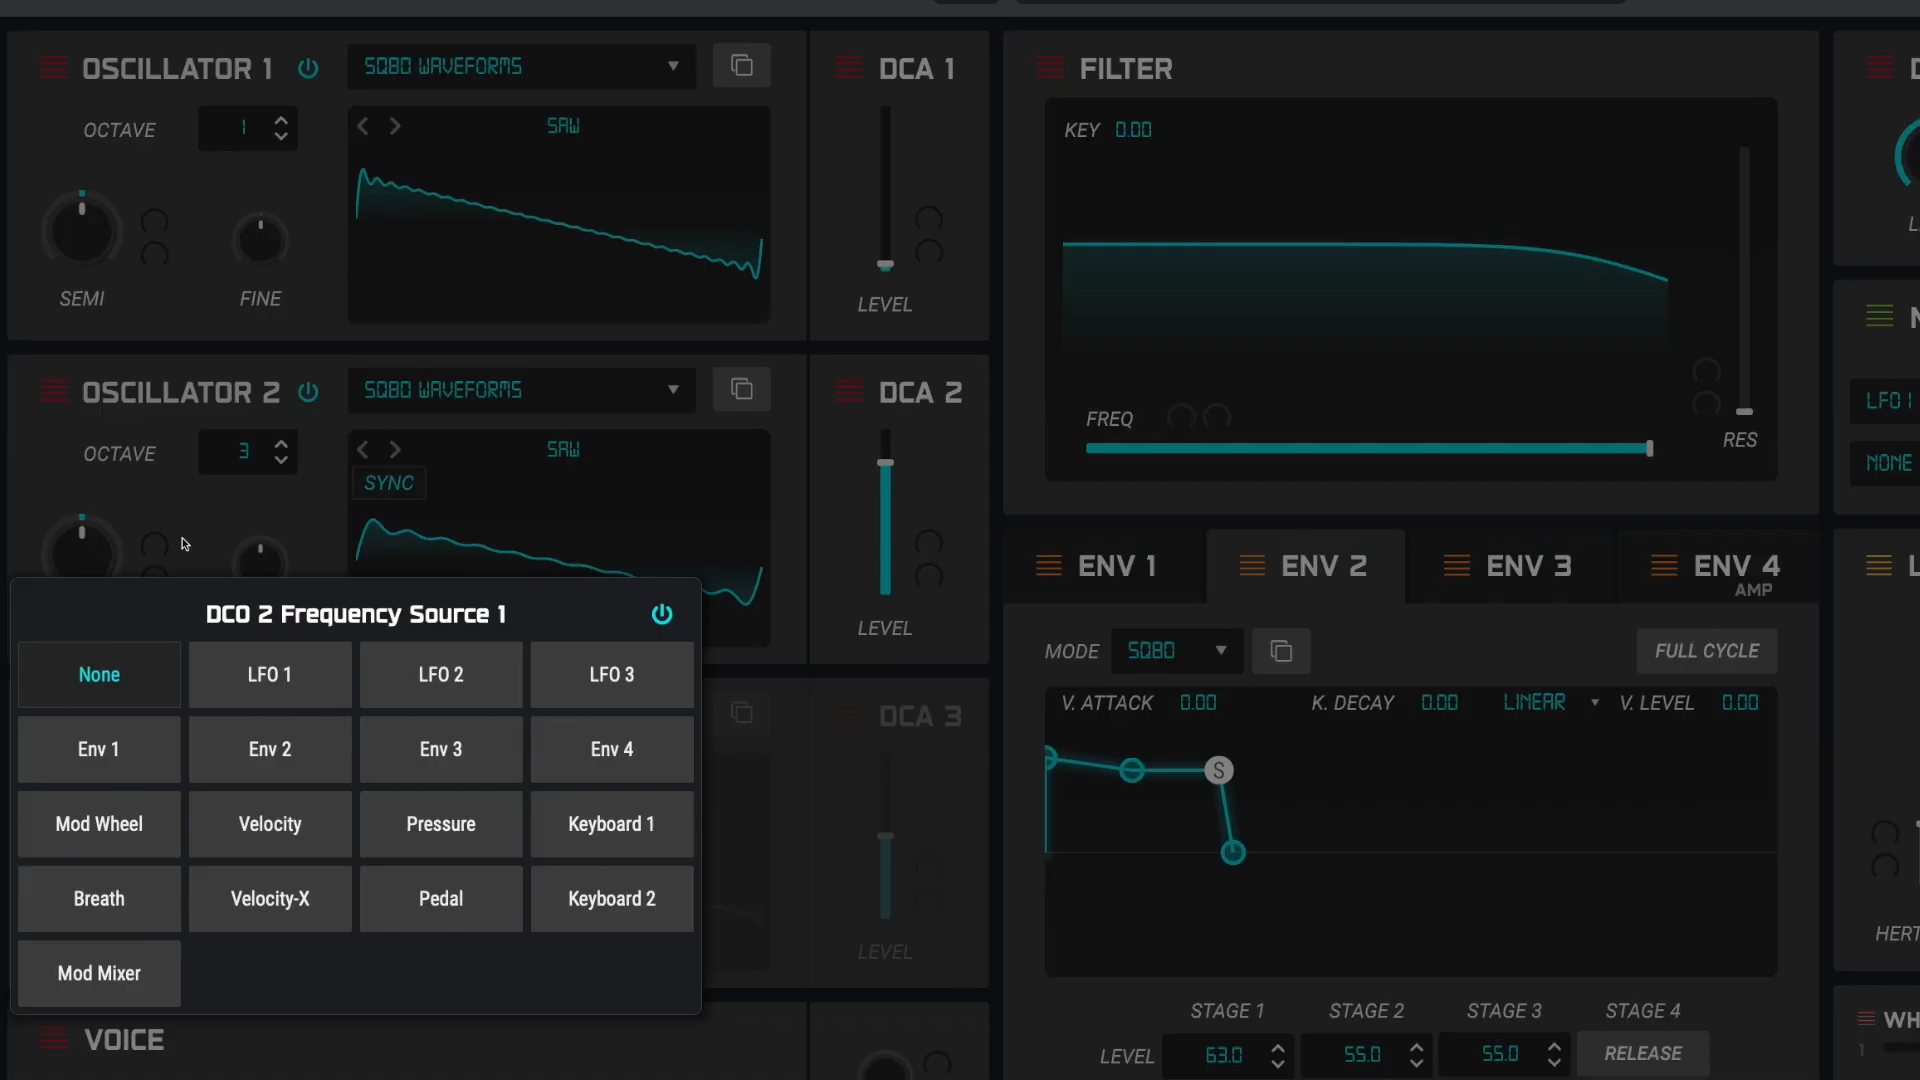 OSCILLATOR 1
SQ80 WAVEFORMS
DCA 1
FILTER
OCTAVE 1
SAW
KEY 0.00
SEMI
FINE
LEVEL
OSCILLATOR 2
SQ80 WAVEFORMS
DCA 2
LFO 1
OCTAVE 3
SAW
SYNC
FREQ
RES
NONE
LEVEL
ENV 1
ENV 2
ENV 3
ENV 4
AMP
DCO 2 Frequency Source 1
None
LFO 1
LFO 2
LFO 3
Env 1
Env 2
Env 3
Env 4
Mod Wheel
Velocity
Pressure
Keyboard 1
Breath
Velocity-X
Pedal
Keyboard 2
Mod Mixer
MODE SQ80
FULL CYCLE
V. ATTACK 0.00
K. DECAY 0.00
LINEAR
V. LEVEL 0.00
S
DCA 3
LEVEL
VOICE
STAGE 1
STAGE 2
STAGE 3
STAGE 4
LEVEL 63.0 55.0 55.0 RELEASE
1